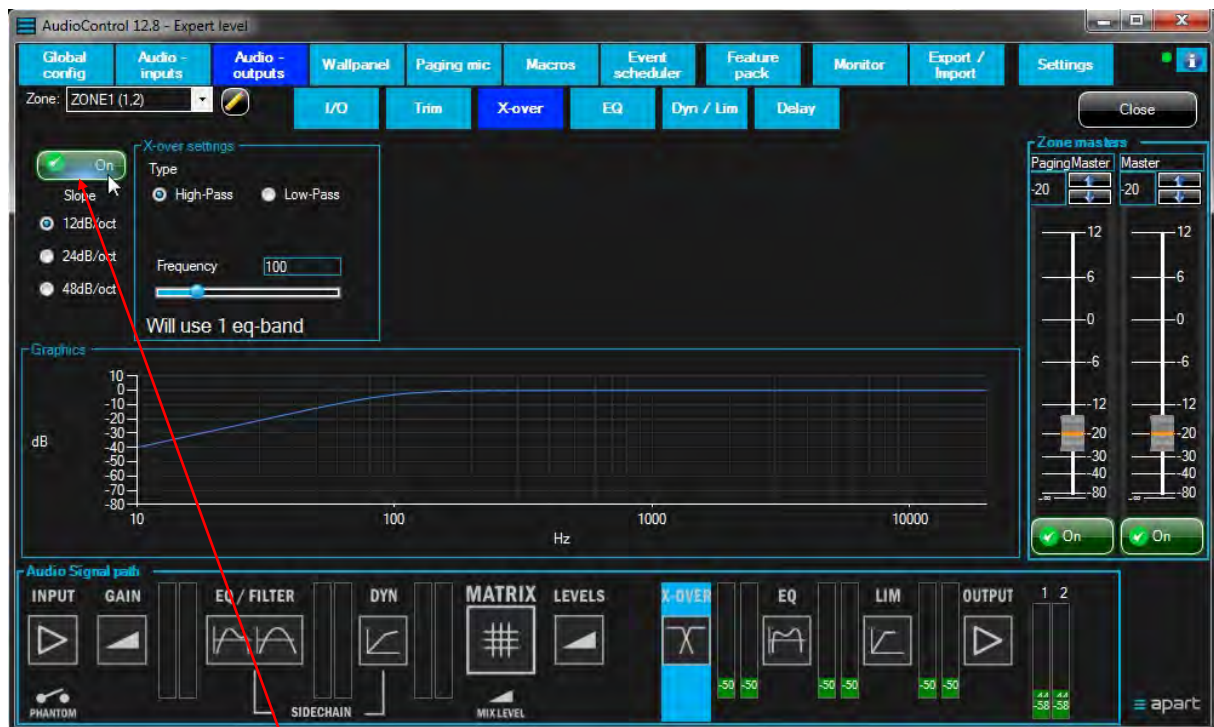 AudioControl 12.8 - Expert level
Global config
Audio - inputs
Audio - outputs
Wallpanel
Paging mic
Macros
Event scheduler
Feature pack
Monitor
Export / Import
Settings
i
Zone: ZONE1 (1,2)
I/O
Trim
X-over
EQ
Dyn / Lim
Delay
Close
On
Slope
12dB/oct
24dB/oct
48dB/oct
X-over settings
Type
High-Pass
Low-Pass
Frequency 100
Will use 1 eq-band
Zone masters
PagingMaster
Master
-20
-20
12
12
6
6
0
0
-6
-6
-12
-12
-20
-20
-30
-30
-40
-40
-∞
-80
-∞
-80
On
On
Graphics
dB
10
0
-10
-20
-30
-40
-50
-60
-70
-80
10
100
1000
10000
Hz
Audio Signal path
INPUT
GAIN
EQ / FILTER
DYN
MATRIX
LEVELS
X-OVER
EQ
LIM
OUTPUT
1 2
PHANTOM
SIDECHAIN
MIX LEVEL
-50 -50
-50 -50
-50 -50
-44 -44
-58 -58
apart